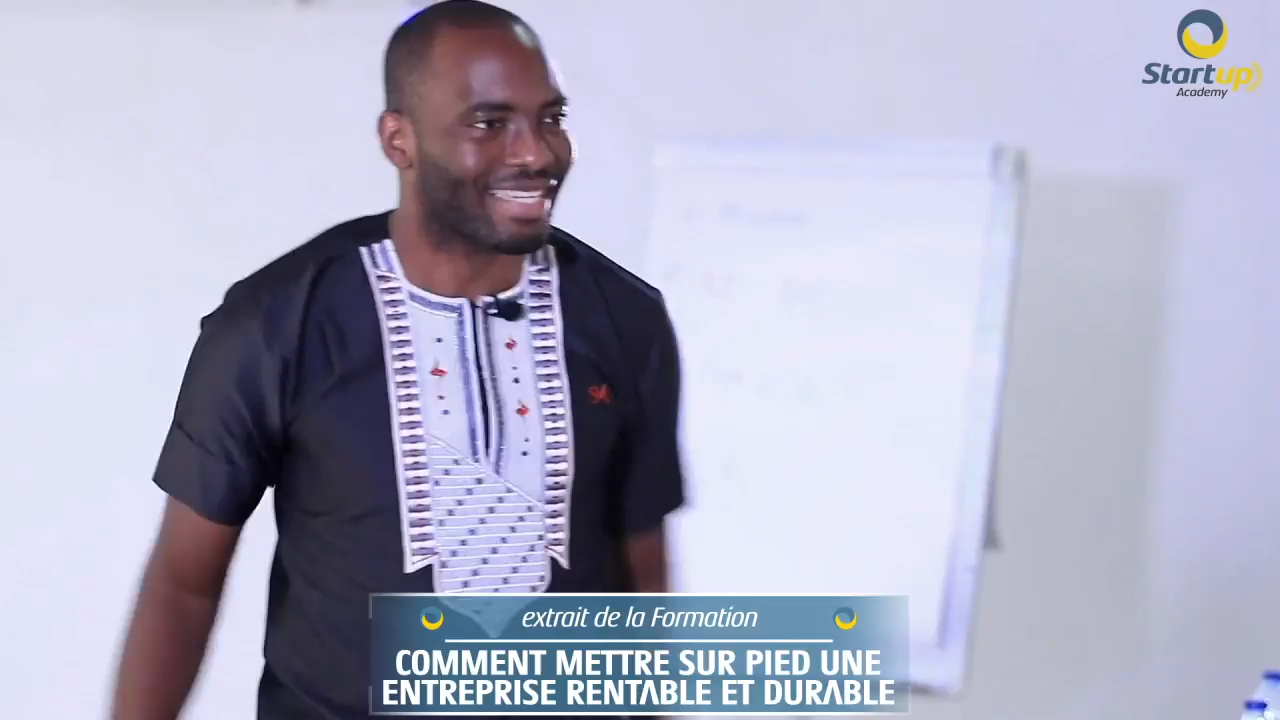 Startup
Academy
extrait de la Formation
COMMENT METTRE SUR PIED UNE
ENTREPRISE RENTABLE ET DURABLE